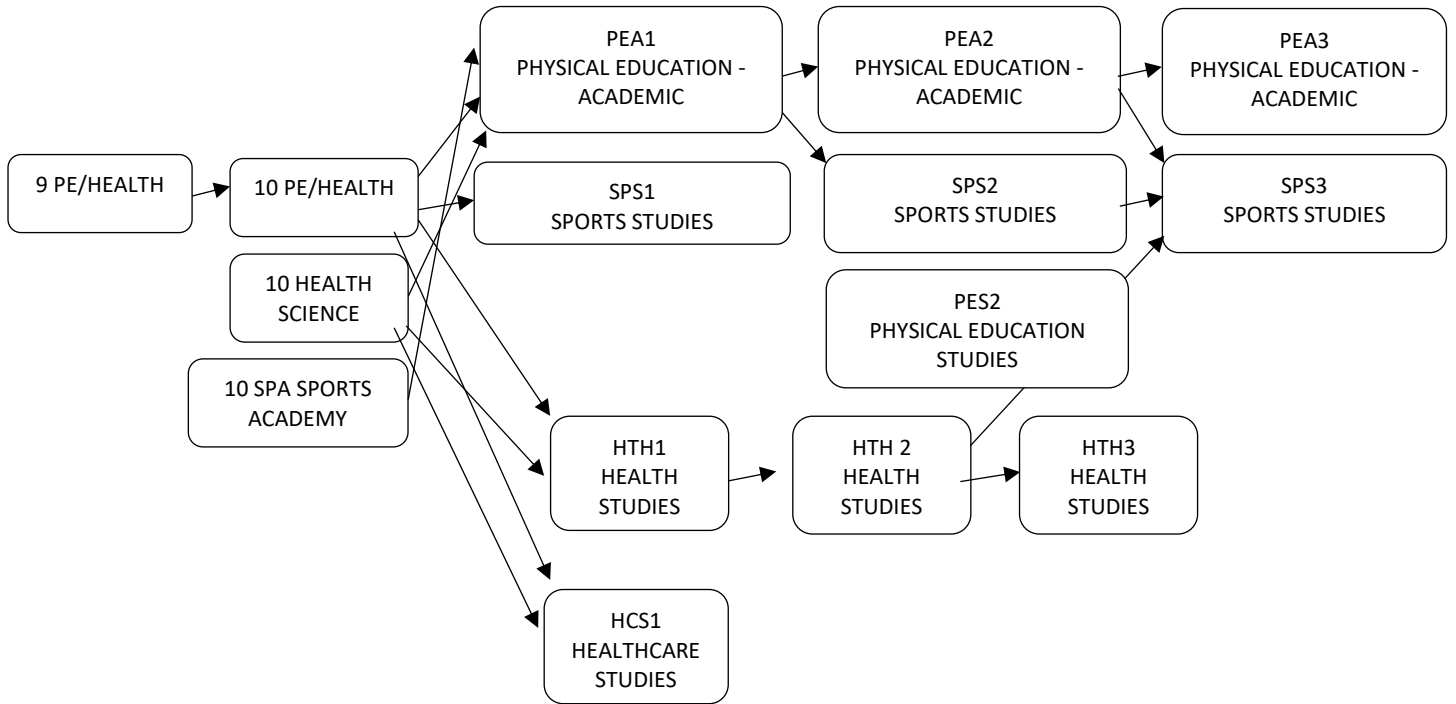 PEA1
PHYSICAL EDUCATION -
ACADEMIC
PEA2
PHYSICAL EDUCATION -
ACADEMIC
PEA3
PHYSICAL EDUCATION -
ACADEMIC
9 PE/HEALTH
10 PE/HEALTH
SPS1
SPORTS STUDIES
SPS2
SPORTS STUDIES
SPS3
SPORTS STUDIES
10 HEALTH
SCIENCE
PES2
PHYSICAL EDUCATION
STUDIES
10 SPA SPORTS
ACADEMY
HTH1
HEALTH
STUDIES
HTH 2
HEALTH
STUDIES
HTH3
HEALTH
STUDIES
HCS1
HEALTHCARE
STUDIES